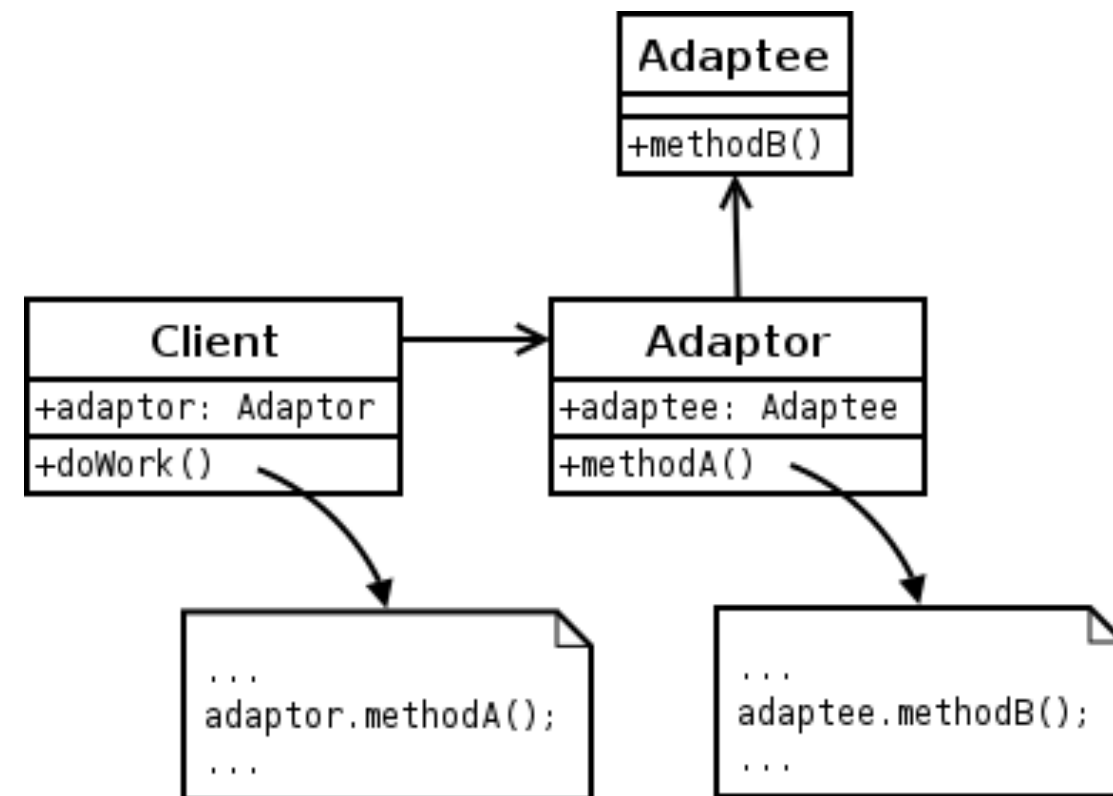 Adaptee
+methodB()
Client
+adaptor: Adaptor
+doWork()
Adaptor
+adaptee: Adaptee
+methodA()
...
adaptor.methodA();
...
...
adaptee.methodB();
...